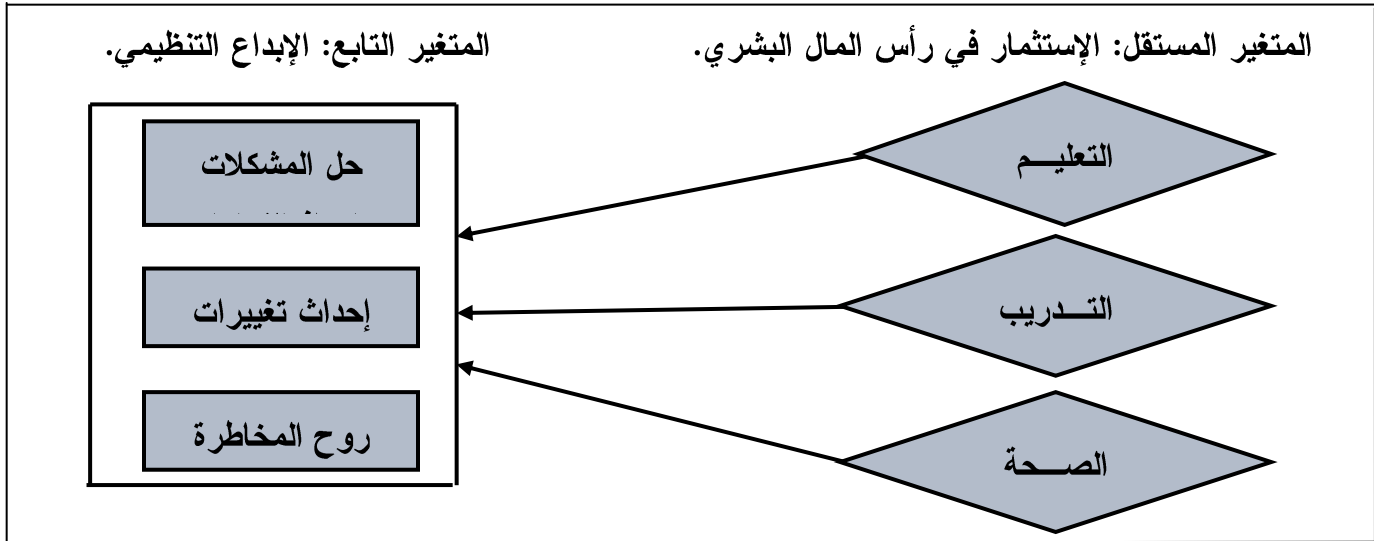 المتغير المستقل: الإستثمار في رأس المال البشري.
المتغير التابع: الإبداع التنظيمي.
التعليـــم
التـــدريب
الصـــحة
حل المشكلات
إحداث تغييرات
روح المخاطرة